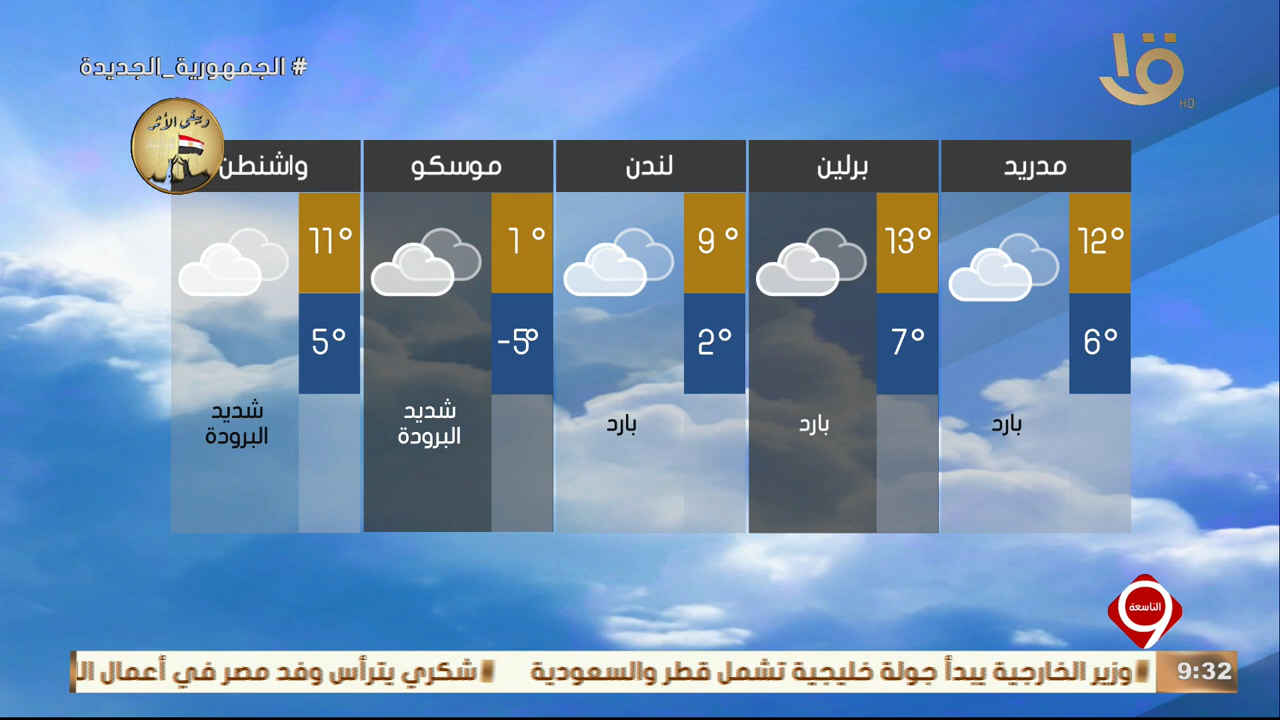 # الجمهورية_الجديدة
HD
مدريد
12°
6°
بارد
برلين
13°
7°
بارد
لندن
9°
2°
بارد
موسكو
1°
-5°
شديد
البرودة
واشنطن
11°
5°
شديد
البرودة
التاسعة
9
9:32
وزير الخارجية يبدأ جولة خليجية تشمل قطر والسعودية
شكري يترأس وفد مصر في أعمال ال